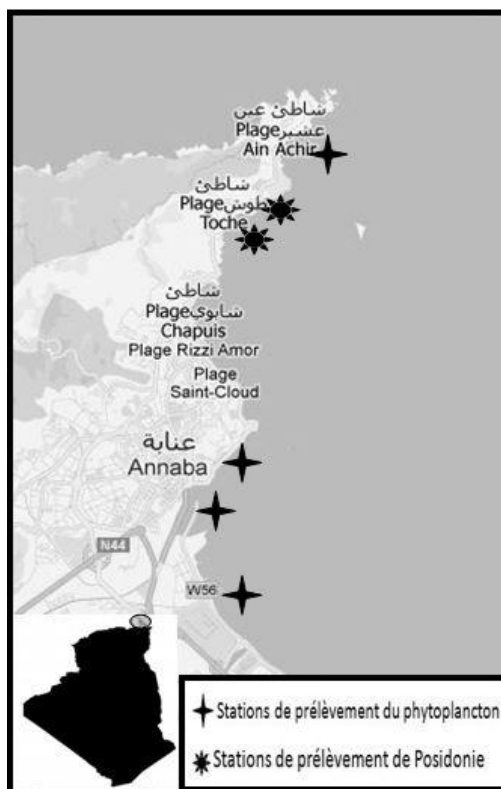 شاطئ عين
عشير Plage
Ain Achir
شاطئ
طوش Plage
Toche
شاطئ
شابوي Plage
Chapuis
Plage Rizzi Amor
Plage
Saint-Cloud
عنابة
Annaba
N44
W56
Stations de prélèvement du phytoplancton
Stations de prélèvement de Posidonie